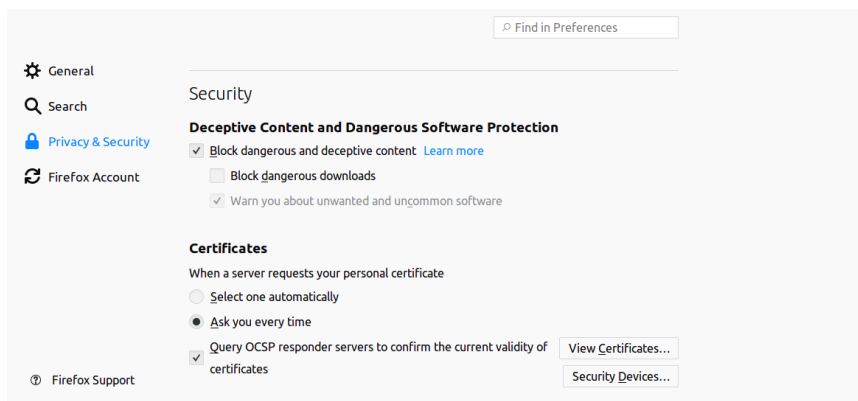 Find in Preferences
General
Search
Privacy & Security
Firefox Account
Security
Deceptive Content and Dangerous Software Protection
Block dangerous and deceptive content Learn more
Block dangerous downloads
Warn you about unwanted and uncommon software
Certificates
When a server requests your personal certificate
Select one automatically
Ask you every time
Query OCSP responder servers to confirm the current validity of
certificates
View Certificates...
Security Devices...
Firefox Support